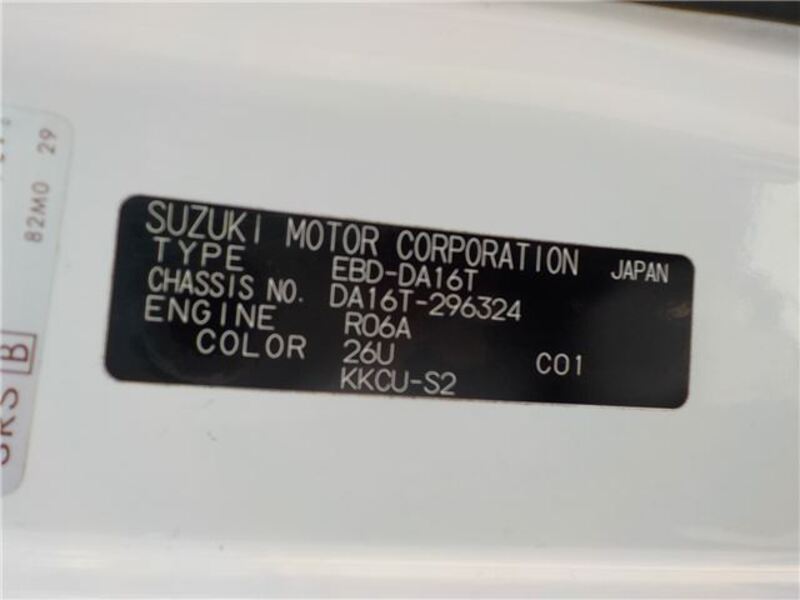 SUZUKI MOTOR CORPORATION JAPAN
TYPE EBD-DA16T
CHASSIS NO. DA16T-296324
ENGINE R06A
COLOR 26U C01
KKCU-S2
82M0 29
SRS B